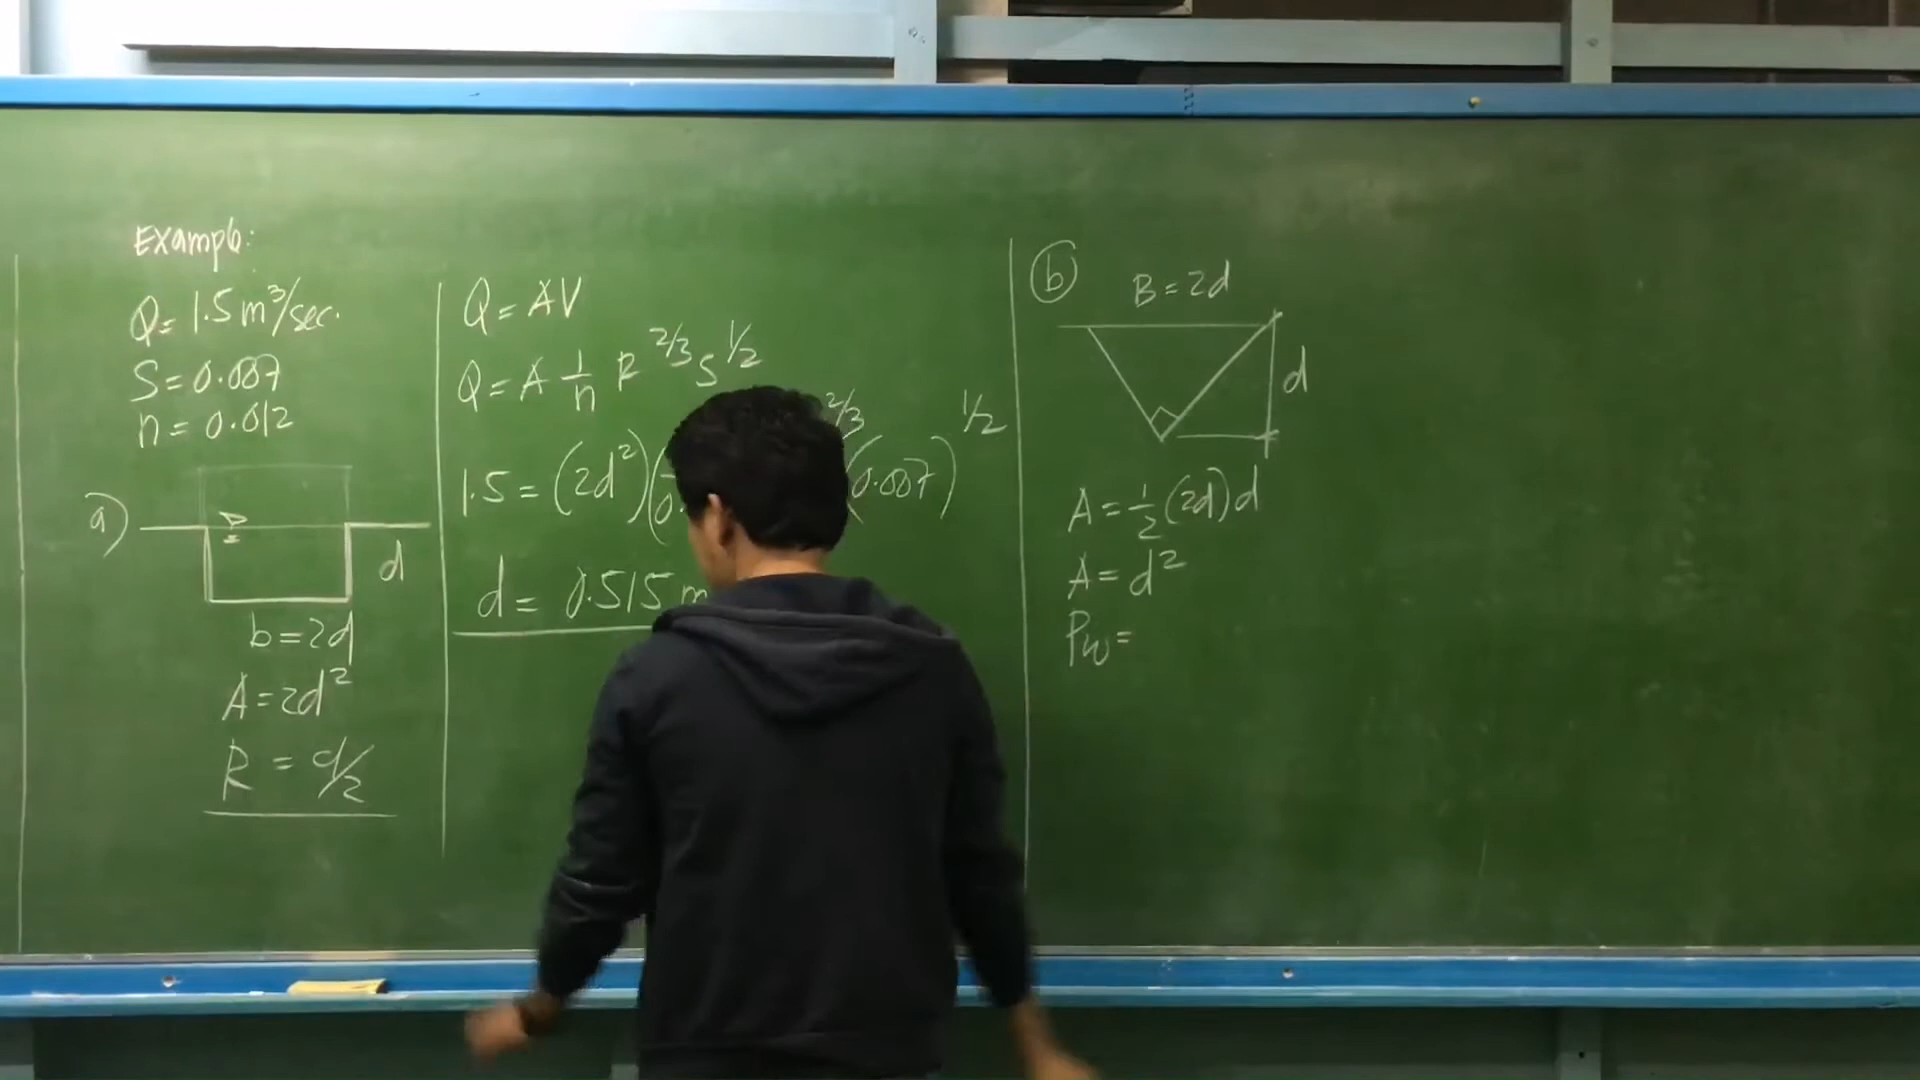 Example:
Q= 1.5 m³/sec.
S=0.007
n = 0.012
a)
d
b=2d
A=2d²
R = d/2
Q = AV
Q = A 1/n R^2/3 S^1/2
1.5 = (2d²)( 2/3 (0.007)^1/2
d = 0.515 m
(b)
B = 2d
d
A = 1/2 (2d) d
A = d²
Pw =